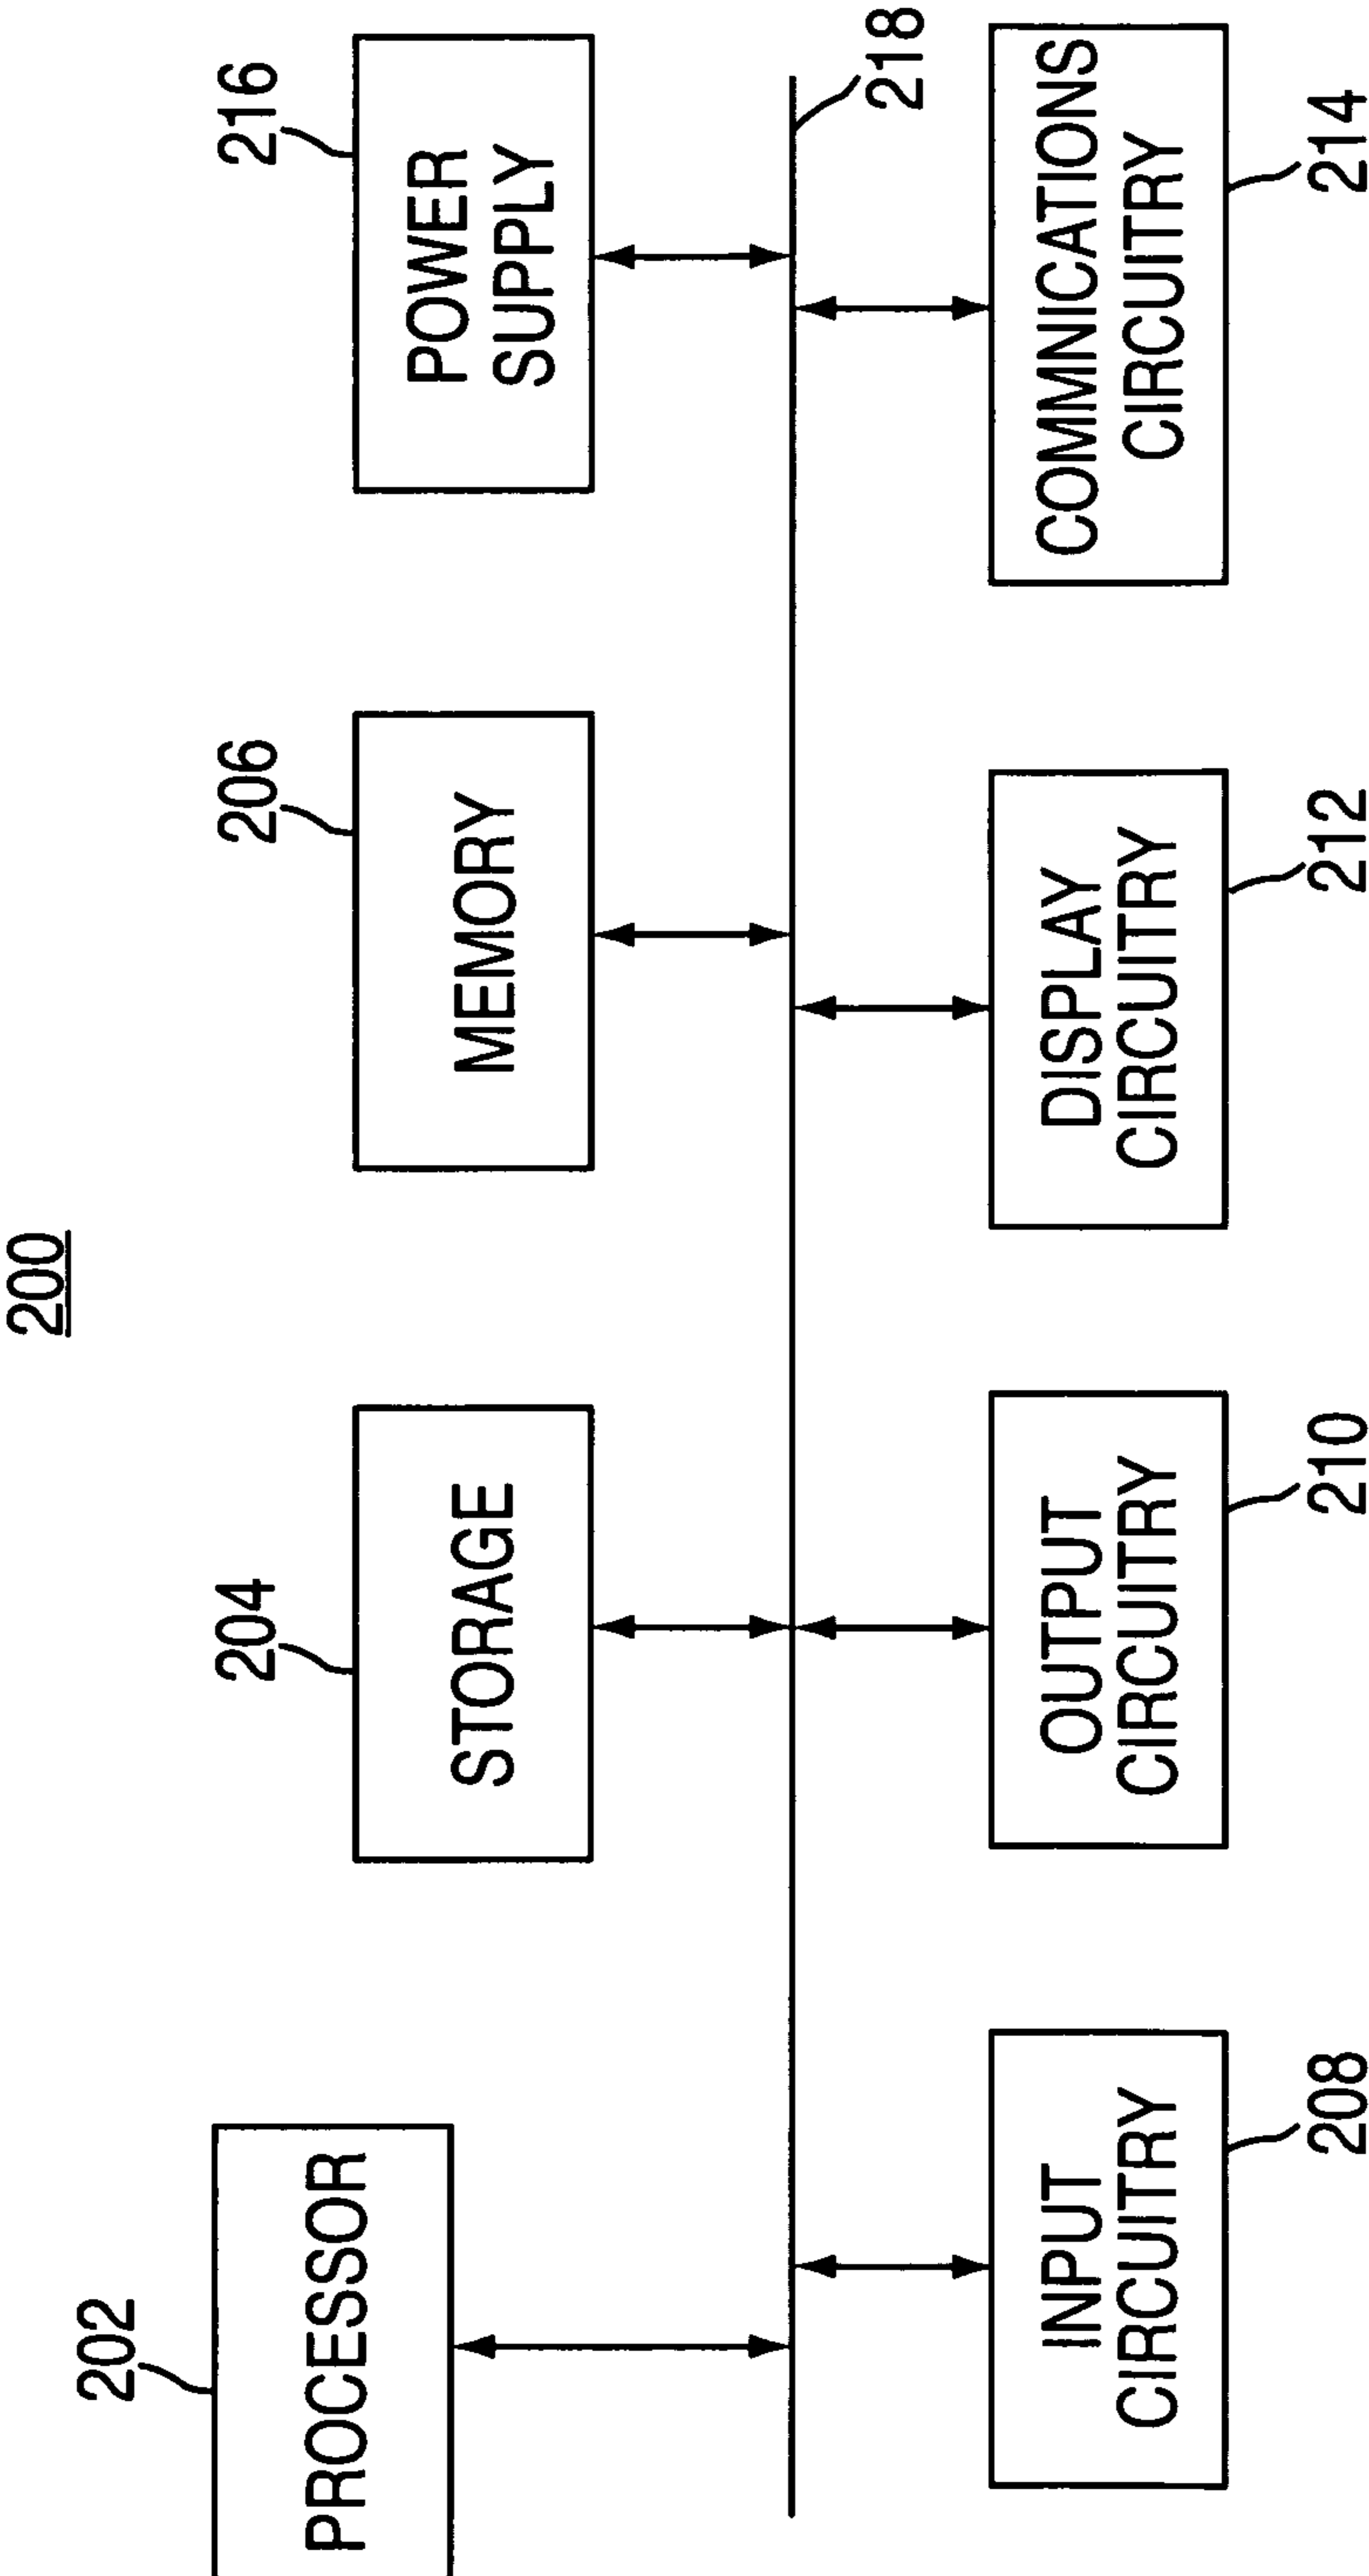 200
202
PROCESSOR
204
STORAGE
206
MEMORY
216
POWER
SUPPLY
218
INPUT
CIRCUITRY
208
OUTPUT
CIRCUITRY
210
DISPLAY
CIRCUITRY
212
COMMNICATIONS
CIRCUITRY
214